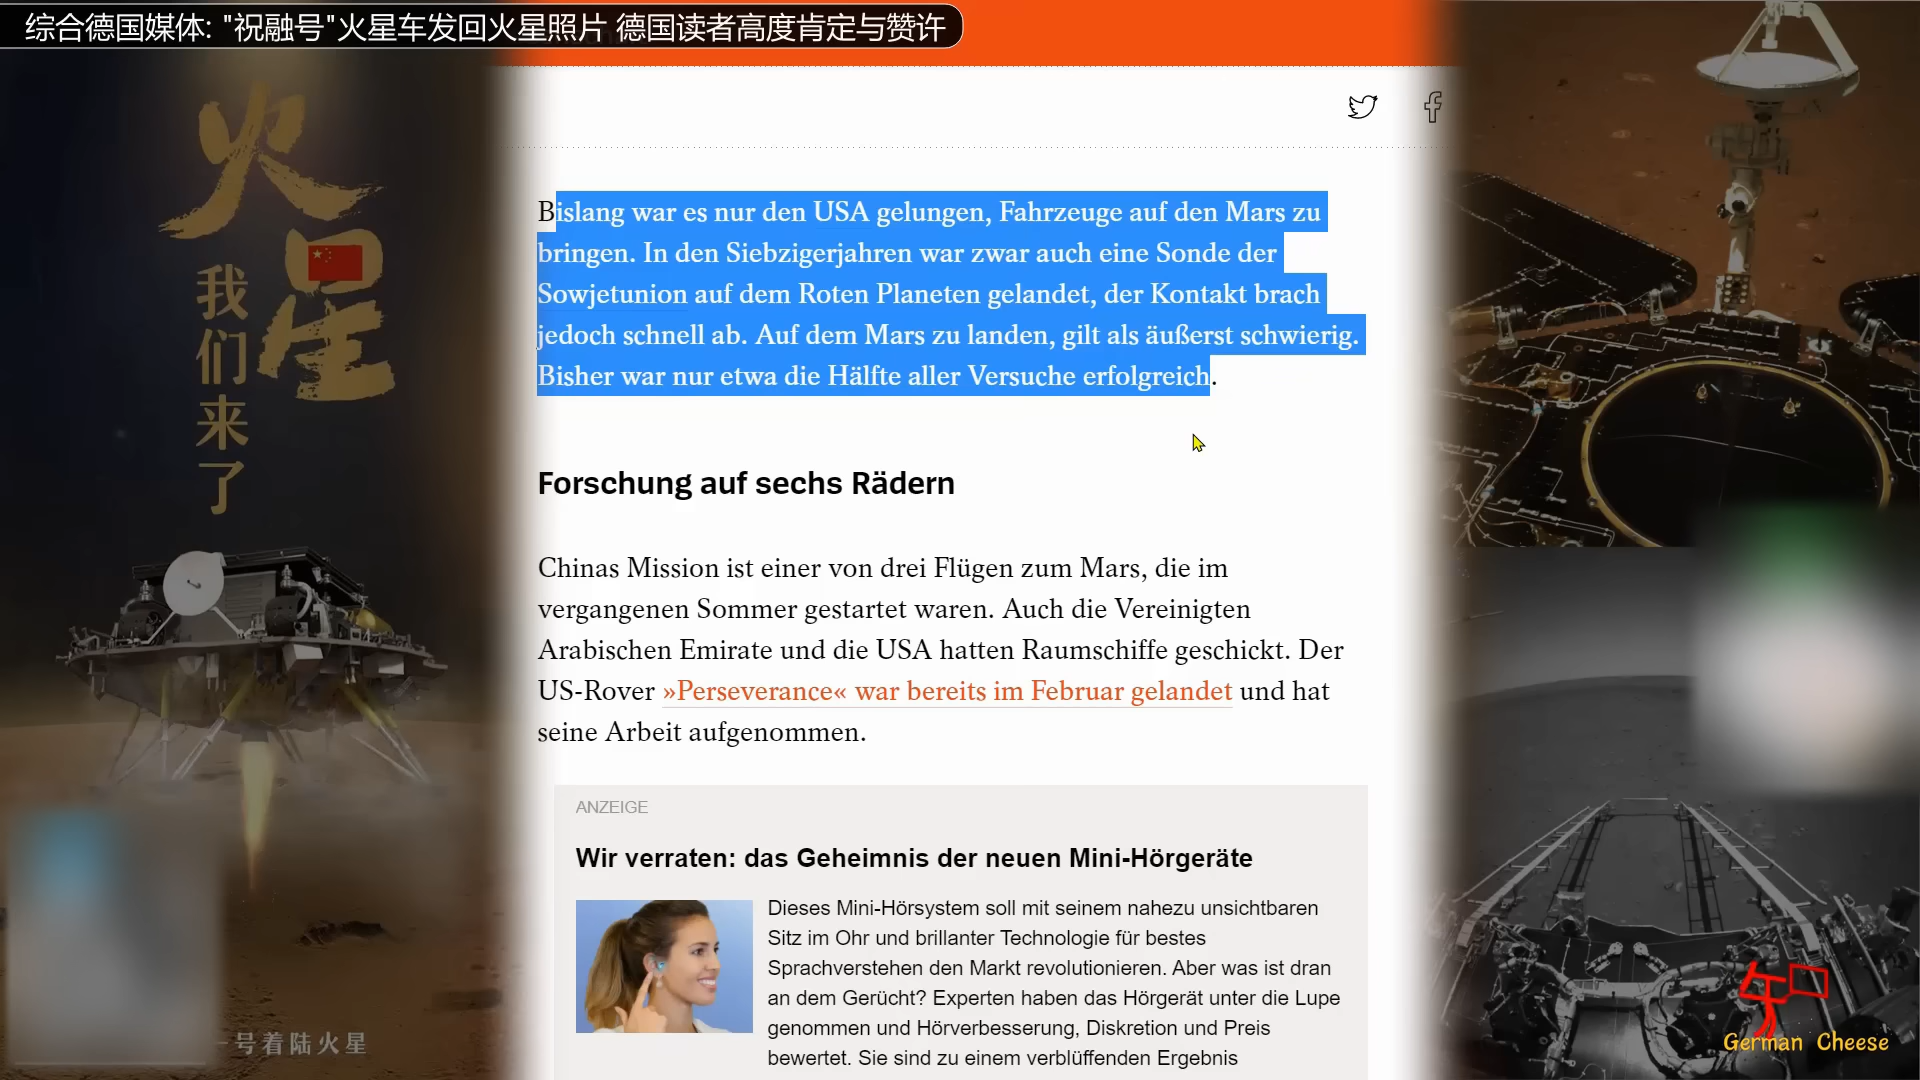 综合德国媒体: "祝融号"火星车发回火星照片 德国读者高度肯定与赞许
火星
我们来了
Bislang war es nur den USA gelungen, Fahrzeuge auf den Mars zu
bringen. In den Siebzigerjahren war zwar auch eine Sonde der
Sowjetunion auf dem Roten Planeten gelandet, der Kontakt brach
jedoch schnell ab. Auf dem Mars zu landen, gilt als äußerst schwierig.
Bisher war nur etwa die Hälfte aller Versuche erfolgreich.
Forschung auf sechs Rädern
Chinas Mission ist einer von drei Flügen zum Mars, die im
vergangenen Sommer gestartet waren. Auch die Vereinigten
Arabischen Emirate und die USA hatten Raumschiffe geschickt. Der
US-Rover »Perseverance« war bereits im Februar gelandet und hat
seine Arbeit aufgenommen.
ANZEIGE
Wir verraten: das Geheimnis der neuen Mini-Hörgeräte
Dieses Mini-Hörsystem soll mit seinem nahezu unsichtbaren
Sitz im Ohr und brillanter Technologie für bestes
Sprachverstehen den Markt revolutionieren. Aber was ist dran
an dem Gerücht? Experten haben das Hörgerät unter die Lupe
genommen und Hörverbesserung, Diskretion und Preis
bewertet. Sie sind zu einem verblüffenden Ergebnis
一号着陆火星
German Cheese